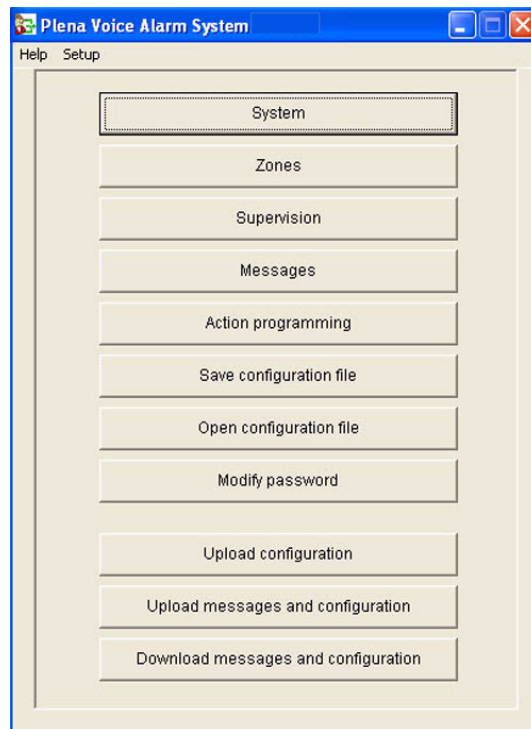 Plena Voice Alarm System
Help Setup
System
Zones
Supervision
Messages
Action programming
Save configuration file
Open configuration file
Modify password
Upload configuration
Upload messages and configuration
Download messages and configuration